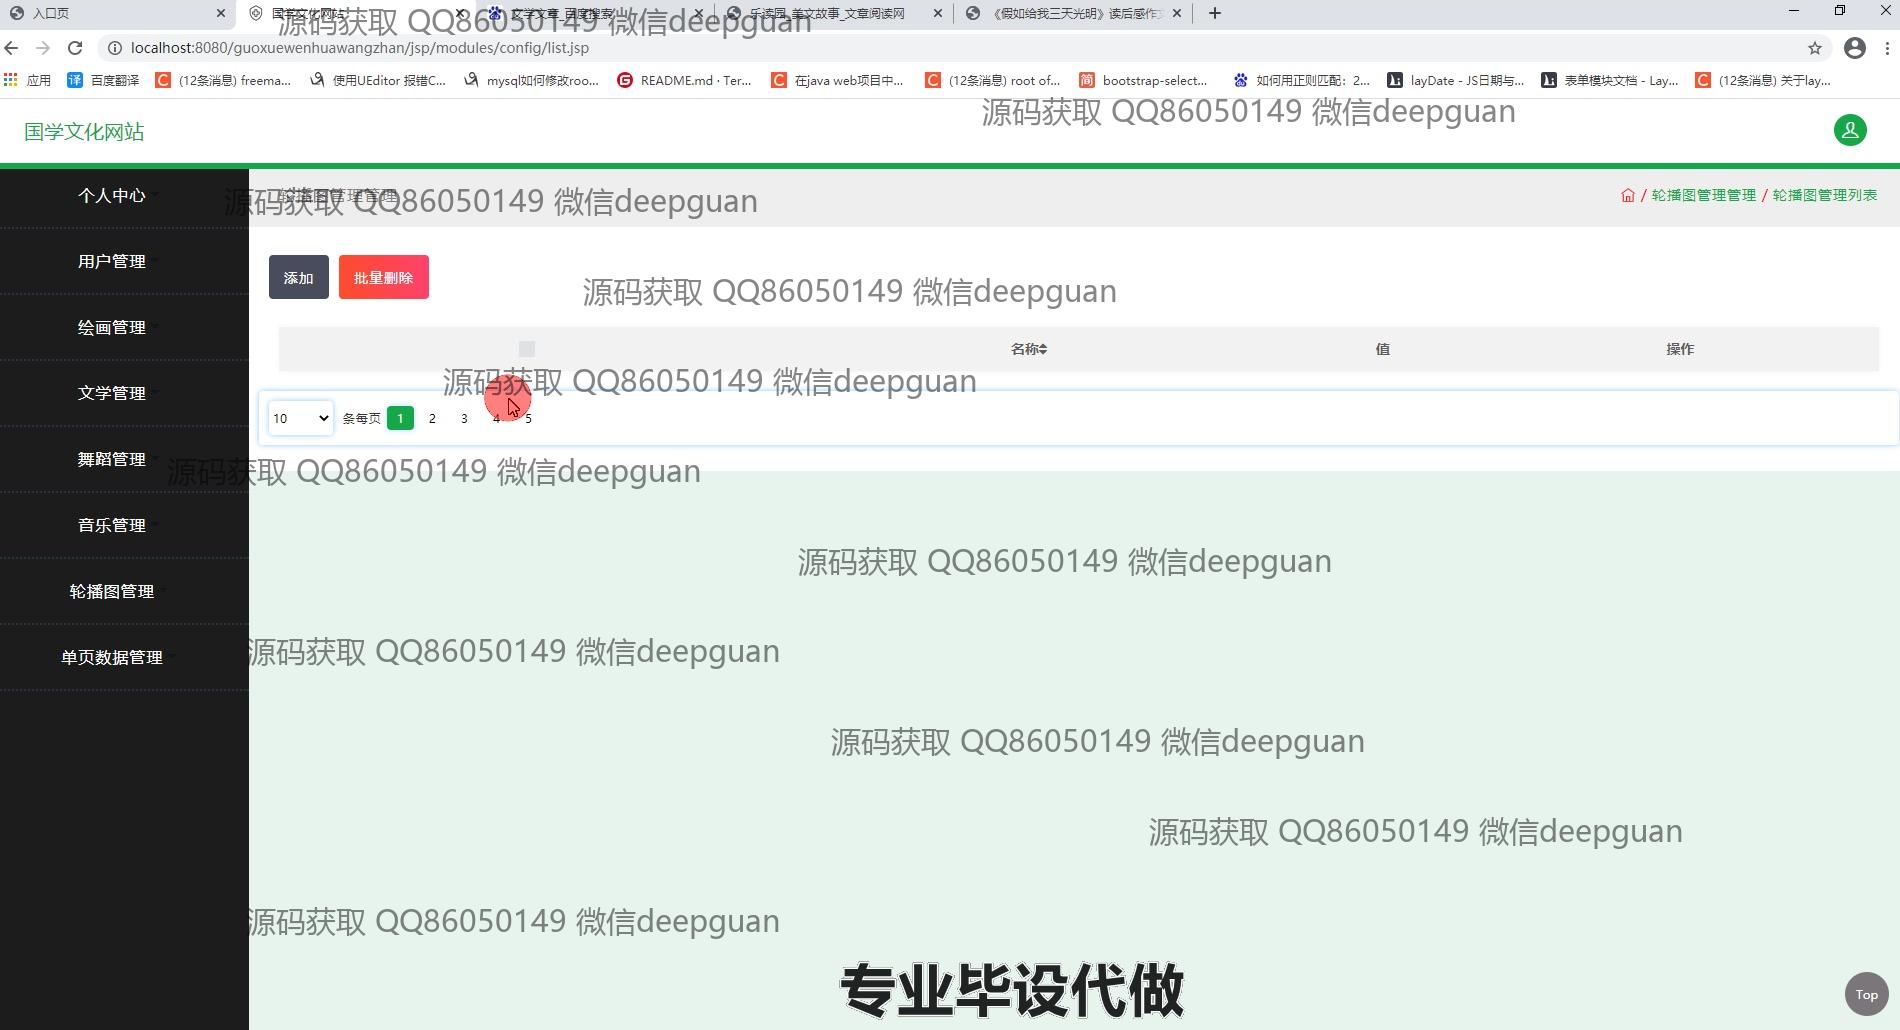 入口页
国学文化网站
文学文章_百度搜索
乐读园_美文故事_文章阅读网
《假如给我三天光明》读后感作文
源码获取 QQ86050149 微信deepguan
localhost:8080/guoxuewenhuawangzhan/jsp/modules/config/list.jsp
应用
百度翻译
(12条消息) freema...
使用UEditor 报错C...
mysql如何修改roo...
README.md · Ter...
在java web项目中...
(12条消息) root of...
bootstrap-select...
如何用正则匹配：2...
layDate - JS日期与...
表单模块文档 - Lay...
(12条消息) 关于lay...
源码获取 QQ86050149 微信deepguan
国学文化网站
个人中心
轮播图管理管理
源码获取 QQ86050149 微信deepguan
/ 轮播图管理管理 / 轮播图管理列表
用户管理
添加
批量删除
源码获取 QQ86050149 微信deepguan
绘画管理
名称
值
操作
源码获取 QQ86050149 微信deepguan
文学管理
10 条每页 1 2 3 4 5
舞蹈管理
源码获取 QQ86050149 微信deepguan
音乐管理
源码获取 QQ86050149 微信deepguan
轮播图管理
单页数据管理
源码获取 QQ86050149 微信deepguan
源码获取 QQ86050149 微信deepguan
源码获取 QQ86050149 微信deepguan
源码获取 QQ86050149 微信deepguan
专业毕设代做
Top